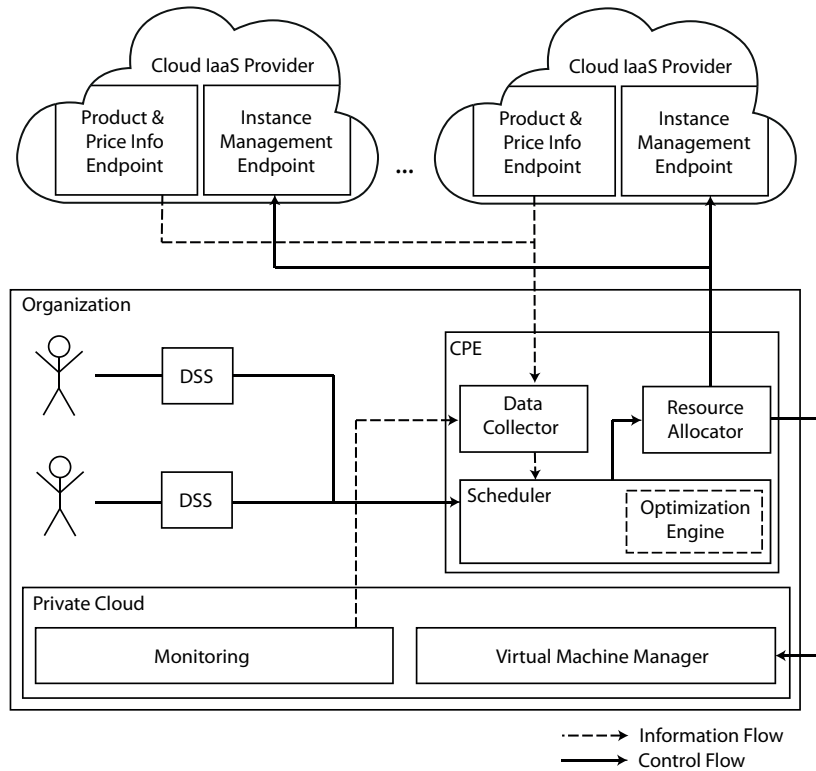 Cloud IaaS Provider
Product &
Price Info
Endpoint
Instance
Management
Endpoint
...
Cloud IaaS Provider
Product &
Price Info
Endpoint
Instance
Management
Endpoint
Organization
DSS
DSS
CPE
Data
Collector
Resource
Allocator
Scheduler
Optimization
Engine
Private Cloud
Monitoring
Virtual Machine Manager
Information Flow
Control Flow